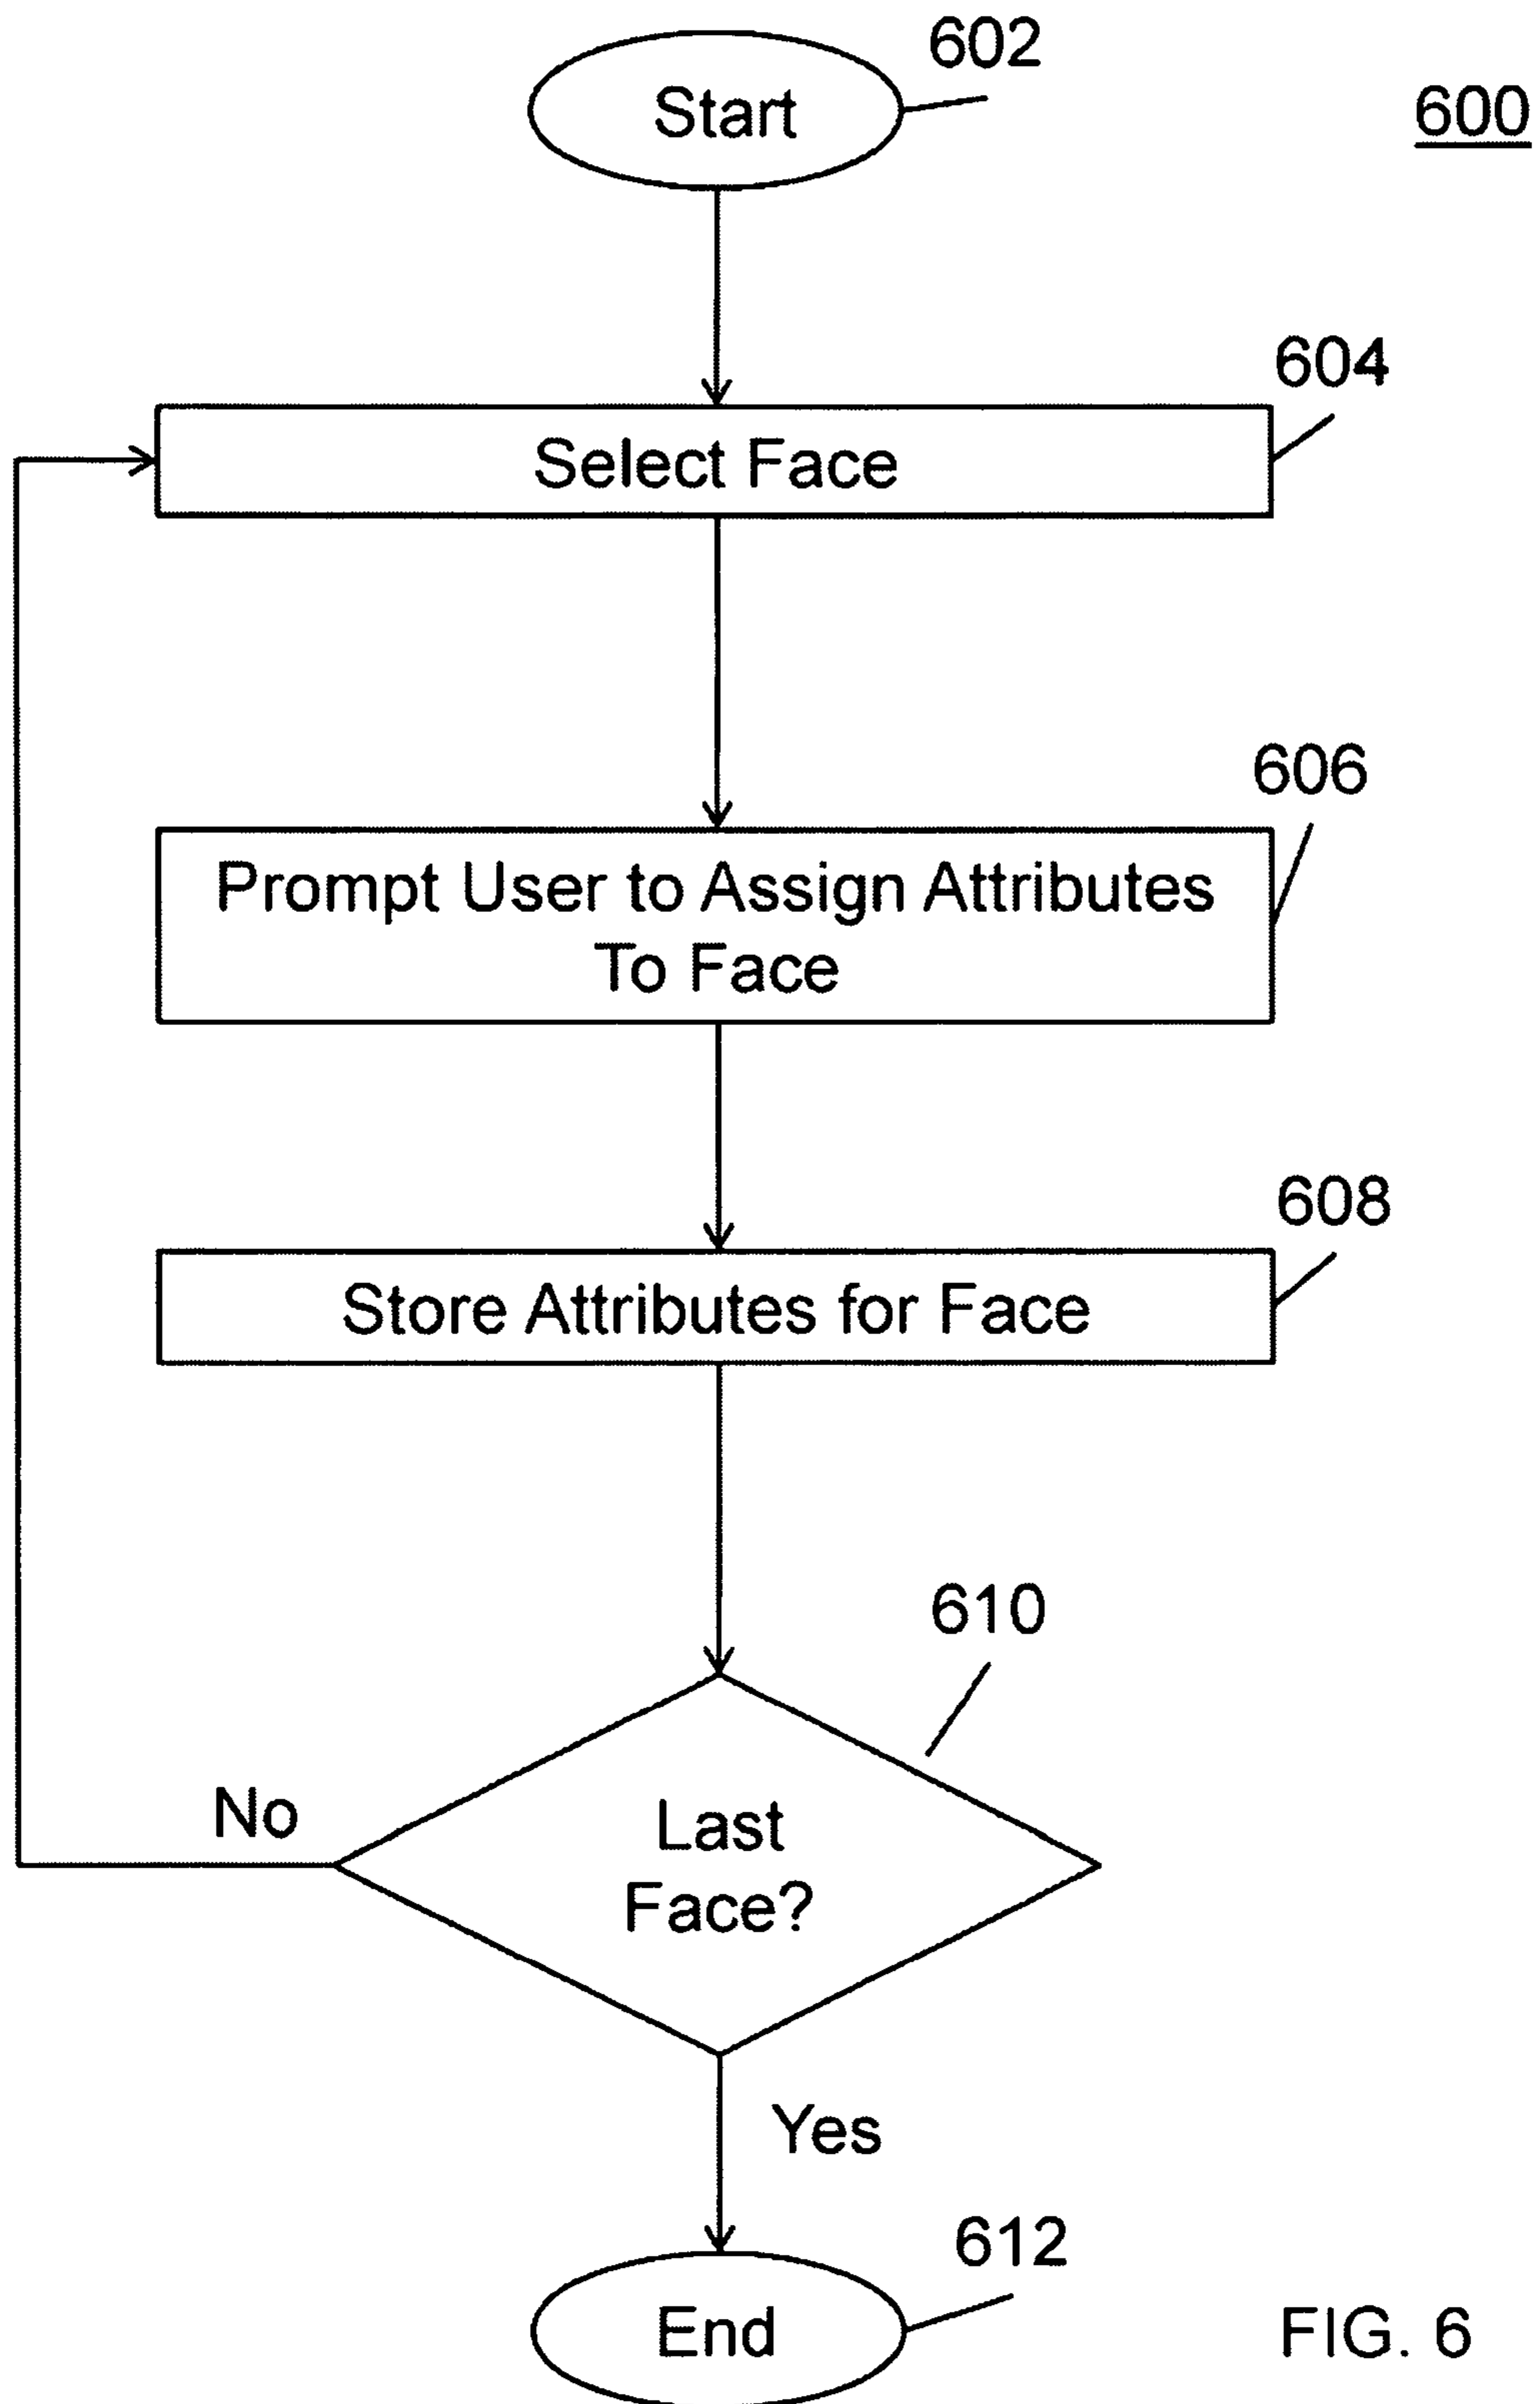 602
Start
600
604
Select Face
606
Prompt User to Assign Attributes
To Face
608
Store Attributes for Face
610
No
Last
Face?
Yes
612
End
FIG. 6